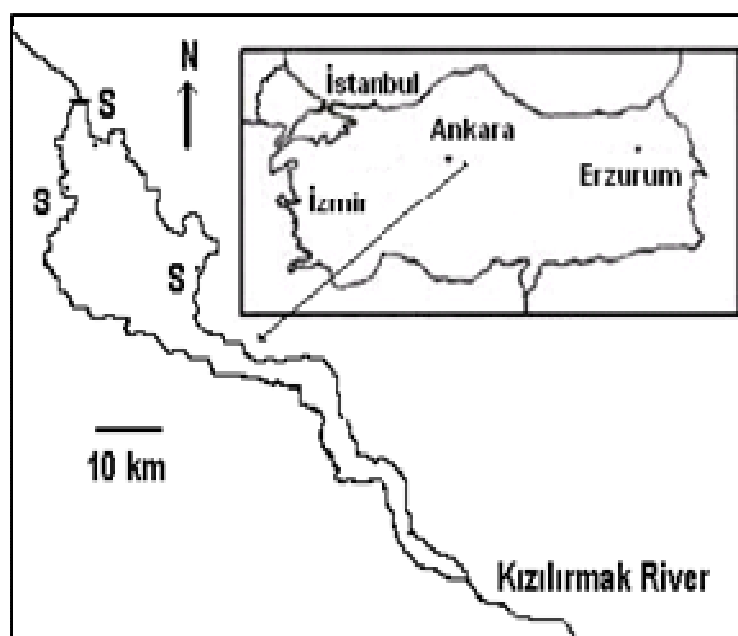 N
S
İstanbul
Ankara
Erzurum
İzmir
S
S
10 km
Kızılırmak River